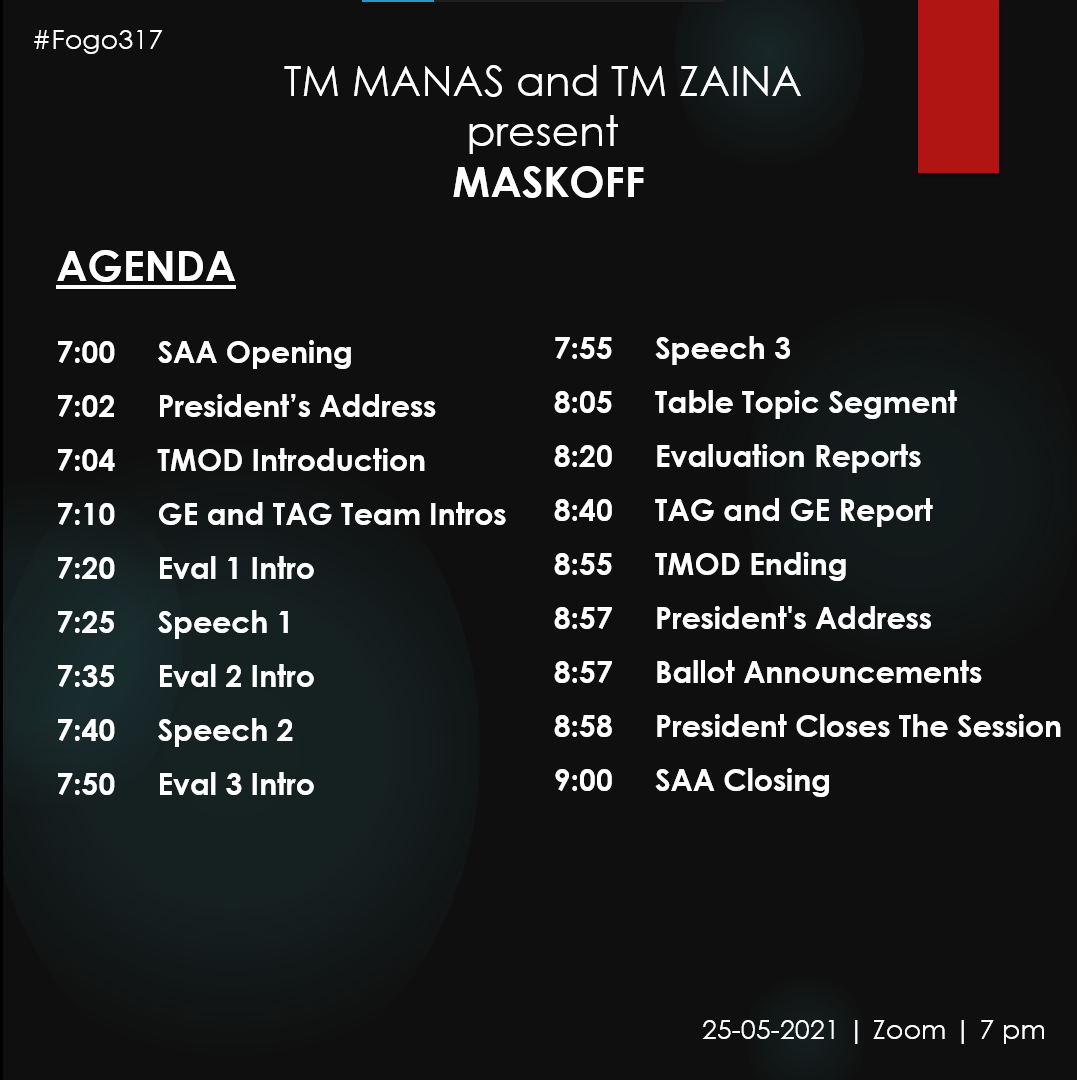 #Fogo317
TM MANAS and TM ZAINA
present
MASKOFF
AGENDA
7:00 SAA Opening
7:02 President’s Address
7:04 TMOD Introduction
7:10 GE and TAG Team Intros
7:20 Eval 1 Intro
7:25 Speech 1
7:35 Eval 2 Intro
7:40 Speech 2
7:50 Eval 3 Intro
7:55 Speech 3
8:05 Table Topic Segment
8:20 Evaluation Reports
8:40 TAG and GE Report
8:55 TMOD Ending
8:57 President's Address
8:57 Ballot Announcements
8:58 President Closes The Session
9:00 SAA Closing
25-05-2021 | Zoom | 7 pm